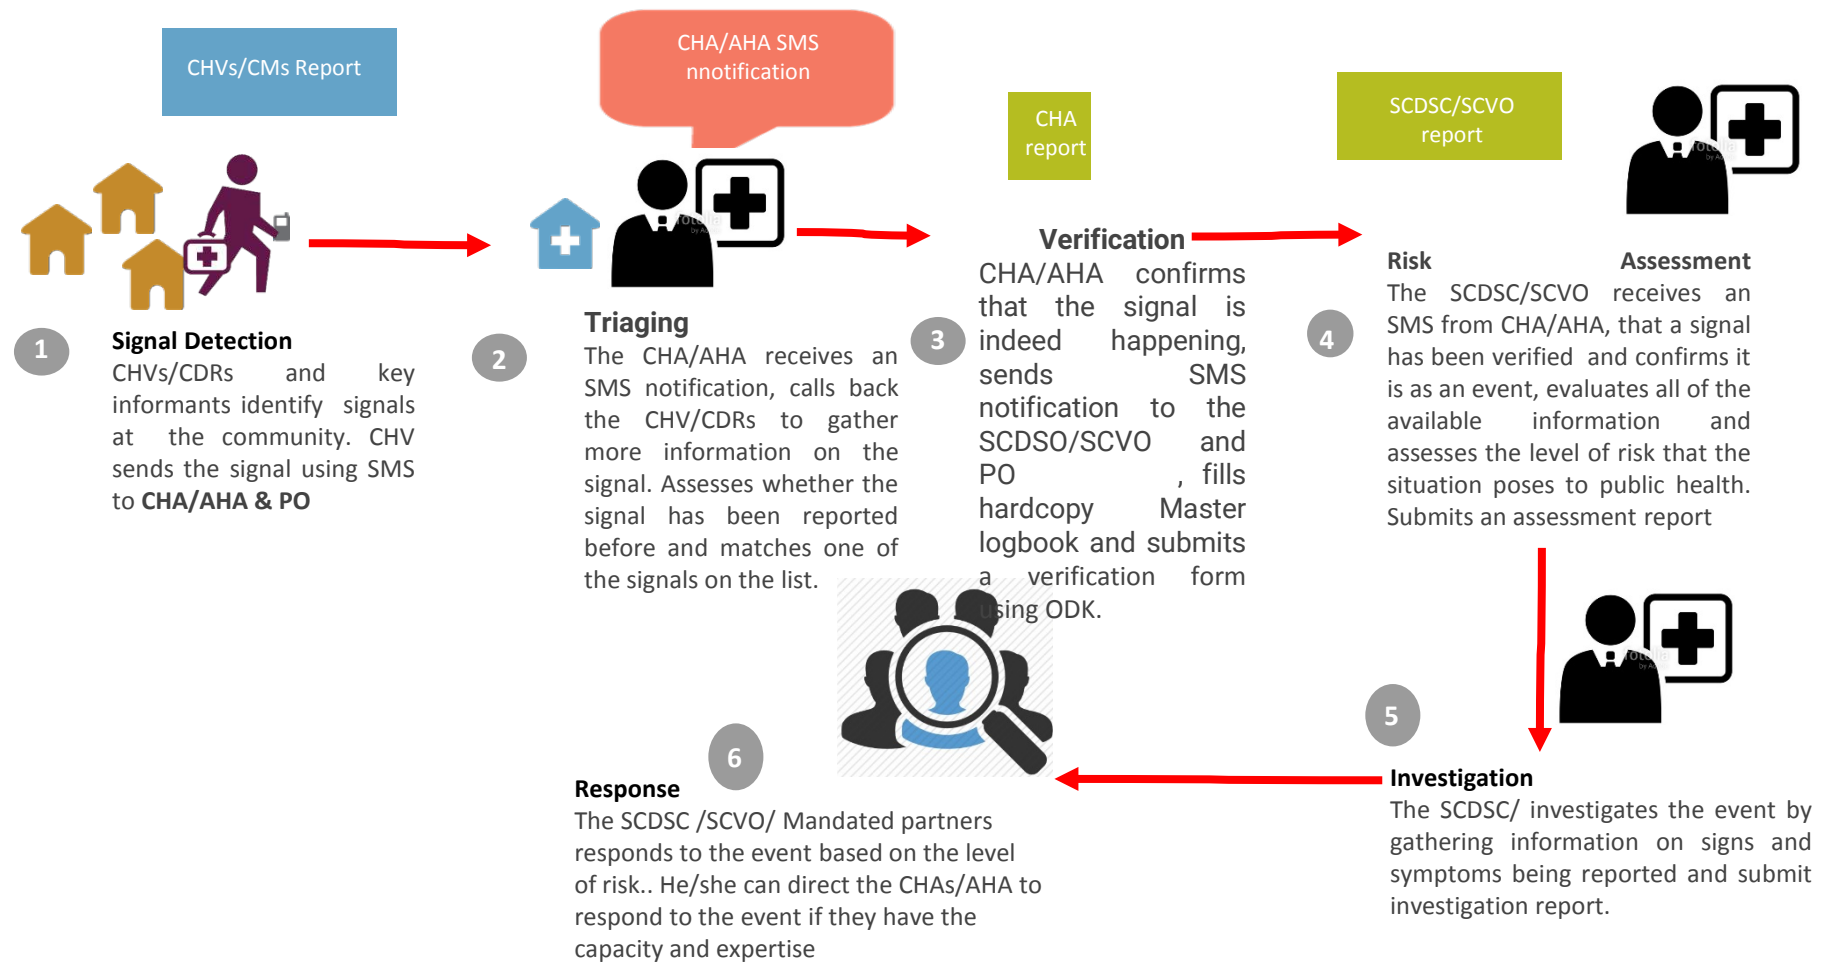 CHVs/CMs Report
CHA/AHA SMS
nnotification
CHA
report
SCDSC/SCVO
report
1
Signal Detection
CHVs/CDRs and key
informants identify signals
at the community. CHV
sends the signal using SMS
to CHA/AHA & PO
2
Triaging
The CHA/AHA receives an
SMS notification, calls back
the CHV/CDRs to gather
more information on the
signal. Assesses whether the
signal has been reported
before and matches one of
the signals on the list.
3
Verification
CHA/AHA confirms
that the signal is
indeed happening,
sends SMS
notification to the
SCDSO/SCVO and
PO , fills
hardcopy Master
logbook and submits
a verification form
using ODK.
4
Risk Assessment
The SCDSC/SCVO receives an
SMS from CHA/AHA, that a signal
has been verified and confirms it
is as an event, evaluates all of the
available information and
assesses the level of risk that the
situation poses to public health.
Submits an assessment report
5
Investigation
The SCDSC/ investigates the event by
gathering information on signs and
symptoms being reported and submit
investigation report.
6
Response
The SCDSC /SCVO/ Mandated partners
responds to the event based on the level
of risk.. He/she can direct the CHAs/AHA to
respond to the event if they have the
capacity and expertise